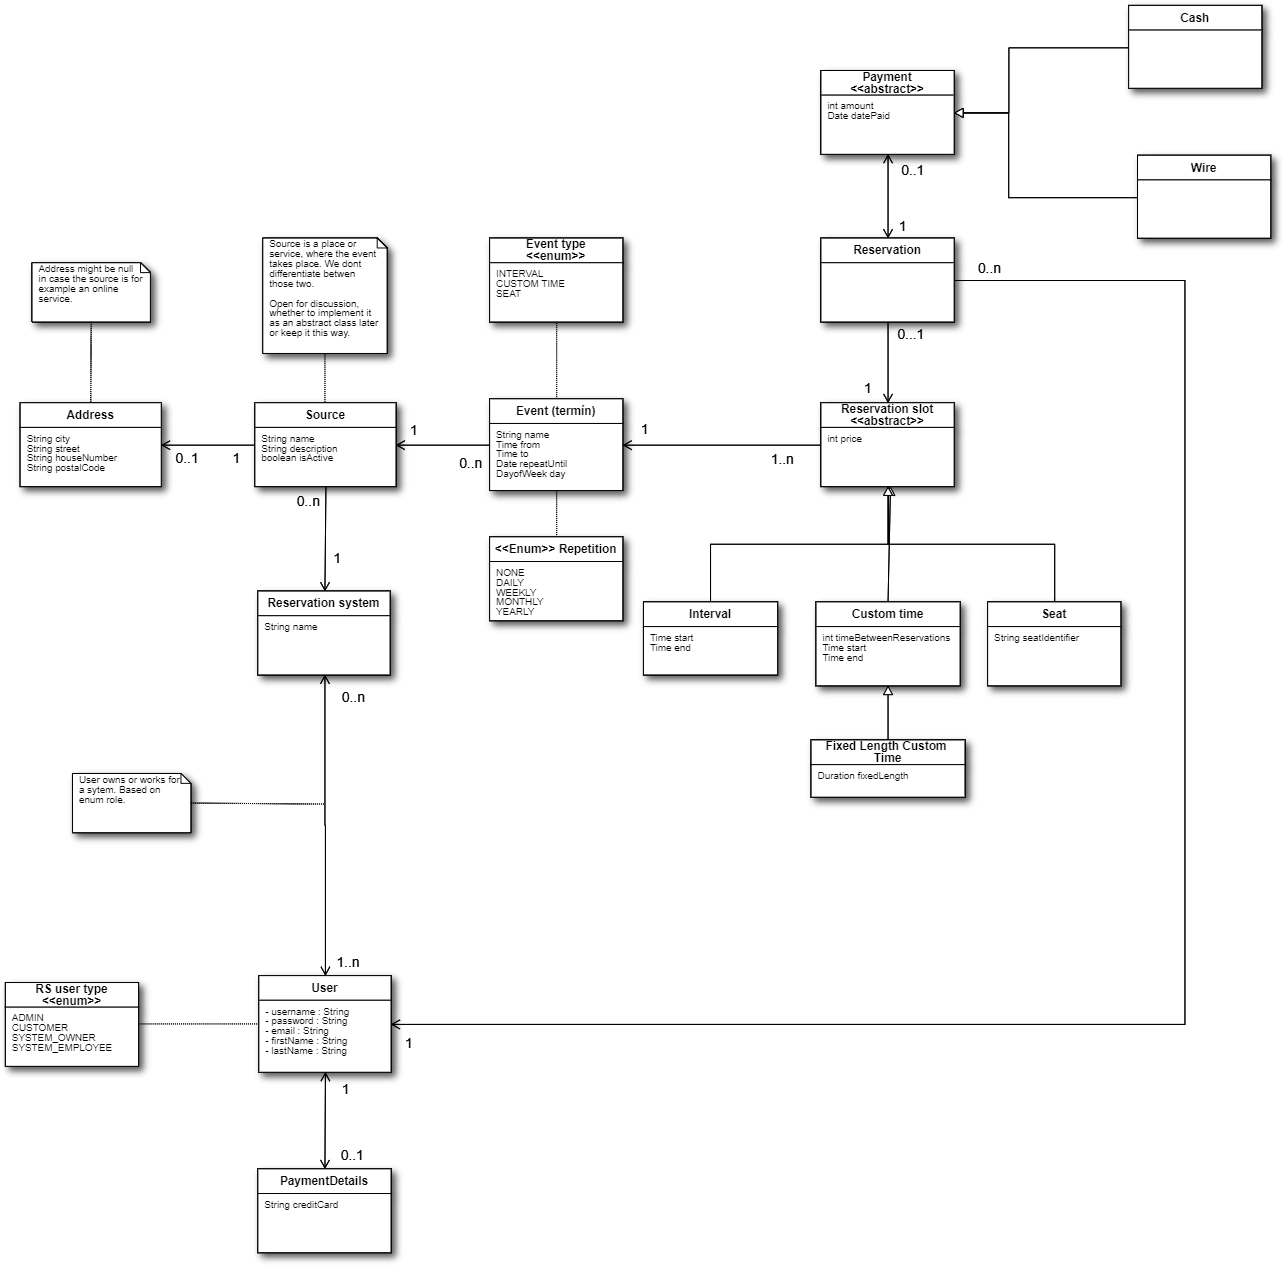 Cash
Payment
<<abstract>>
int amount
Date datePaid
0..1
Wire
1
Reservation
0..n
0...1
1
Source is a place or
service, where the event
takes place. We dont
differentiate betwen
those two.
Open for discussion,
whether to implement it
as an abstract class later
or keep it this way.
Event type
<<enum>>
INTERVAL
CUSTOM TIME
SEAT
Address might be null
in case the source is for
example an online
service.
Address
String city
String street
String houseNumber
String postalCode
0..1
1
Source
String name
String description
boolean isActive
1
0..n
Event (termín)
String name
Time from
Time to
Date repeatUntil
DayofWeek day
1
1..n
Reservation slot
<<abstract>>
int price
0..n
1
<<Enum>> Repetition
NONE
DAILY
WEEKLY
MONTHLY
YEARLY
Reservation system
String name
0..n
Interval
Time start
Time end
Custom time
int timeBetweenReservations
Time start
Time end
Seat
String seatIdentifier
Fixed Length Custom
Time
Duration fixedLength
User owns or works for
a sytem. Based on
enum role.
1..n
RS user type
<<enum>>
ADMIN
CUSTOMER
SYSTEM_OWNER
SYSTEM_EMPLOYEE
User
- username : String
- password : String
- email : String
- firstName : String
- lastName : String
1
1
0..1
PaymentDetails
String creditCard